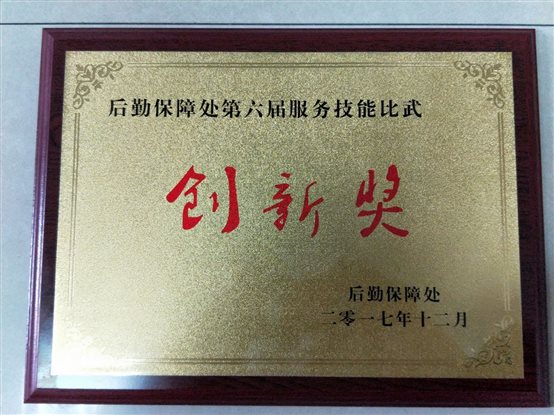 后勤保障处第六届服务技能比武
创新奖
后勤保障处
二零一七年十二月